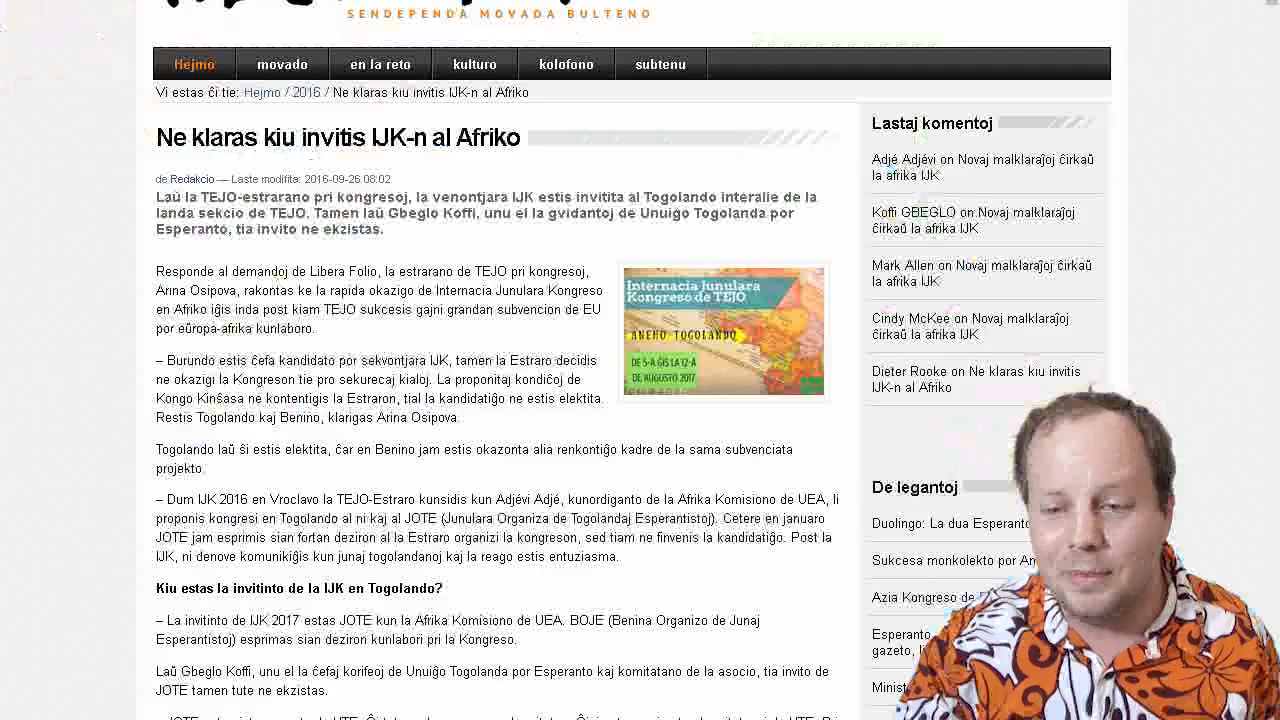 SENDEPENDA MOVADA BULTENO
Hejmo movado en la reto kulturo kolofono subtenu
Vi estas ĉi tie: Hejmo / 2016 / Ne klaras kiu invitis IJK-n al Afriko
Ne klaras kiu invitis IJK-n al Afriko
de Redakcio — Laste modifita: 2016-09-26 08:02
Laŭ la TEJO-estrarano pri kongresoj, la venontjara IJK estis invitita al Togolando interalie de la
landa sekcio de TEJO. Tamen laŭ Gbeglo Koffi, unu el la gvidantoj de Unuiĝo Togolanda por
Esperanto, tia invito ne ekzistas.
Responde al demandoj de Libera Folio, la estrarano de TEJO pri kongresoj,
Arina Osipova, rakontas ke la rapida okazigo de Internacia Junulara Kongreso
en Afriko iĝis inda post kiam TEJO sukcesis gajni grandan subvencion de EU
por eŭropa-afrika kunlaboro.
Internacia Junulara
Kongreso de TEJO
ANEHO TOGOLANDO
DE 5-A ĜIS LA 12-A
DE AUGUSTO 2017
– Burundo estis ĉefa kandidato por sekvontjara IJK, tamen la Estraro decidis
ne okazigi la Kongreson tie pro sekurecaj kialoj. La proponitaj kondiĉoj de
Kongo Kinŝasa ne kontentigis la Estraron, tial la kandidatiĝo ne estis elektita.
Restis Togolando kaj Benino, klarigas Arina Osipova.
Togolando laŭ ŝi estis elektita, ĉar en Benino jam estis okazonta alia renkontiĝo kadre de la sama subvenciata
projekto.
– Dum IJK 2016 en Vroclavo la TEJO-Estraro kunsidis kun Adjévi Adjé, kunordiganto de la Afrika Komisiono de UEA, li
proponis kongresi en Togolando al ni kaj al JOTE (Junulara Organiza de Togolandaj Esperantistoj). Cetere en januaro
JOTE jam esprimis sian fortan deziron al la Estraro organizi la kongreson, sed tiam ne finvenis la kandidatiĝo. Post la
IJK, ni denove komunikiĝis kun junaj togolandanoj kaj la reago estis entuziasma.
Kiu estas la invitinto de la IJK en Togolando?
– La invitinto de IJK 2017 estas JOTE kun la Afrika Komisiono de UEA. BOJE (Benina Organizo de Junaj
Esperantistoj) esprimas sian deziron kunlabori pri la Kongreso.
Laŭ Gbeglo Koffi, unu el la ĉefaj korifeoj de Unuiĝo Togolanda por Esperanto kaj komitatano de la asocio, tia invito de
JOTE tamen tute ne ekzistas.
Lastaj komentoj
Adjé Adjévi on Novaj malklaraĵoj ĉirkaŭ
la afrika IJK
Koffi GBEGLO on Novaj malklaraĵoj
ĉirkaŭ la afrika IJK
Mark Allen on Novaj malklaraĵoj ĉirkaŭ
la afrika IJK
Cindy McKee on Novaj malklaraĵoj
ĉirkaŭ la afrika IJK
Dieter Rooke on Ne klaras kiu invitis
IJK-n al Afriko
De legantoj
Duolingo: La dua Esperanto
Sukcesa monkolekto por
Azia Kongreso de
Esperanto
gazeto,